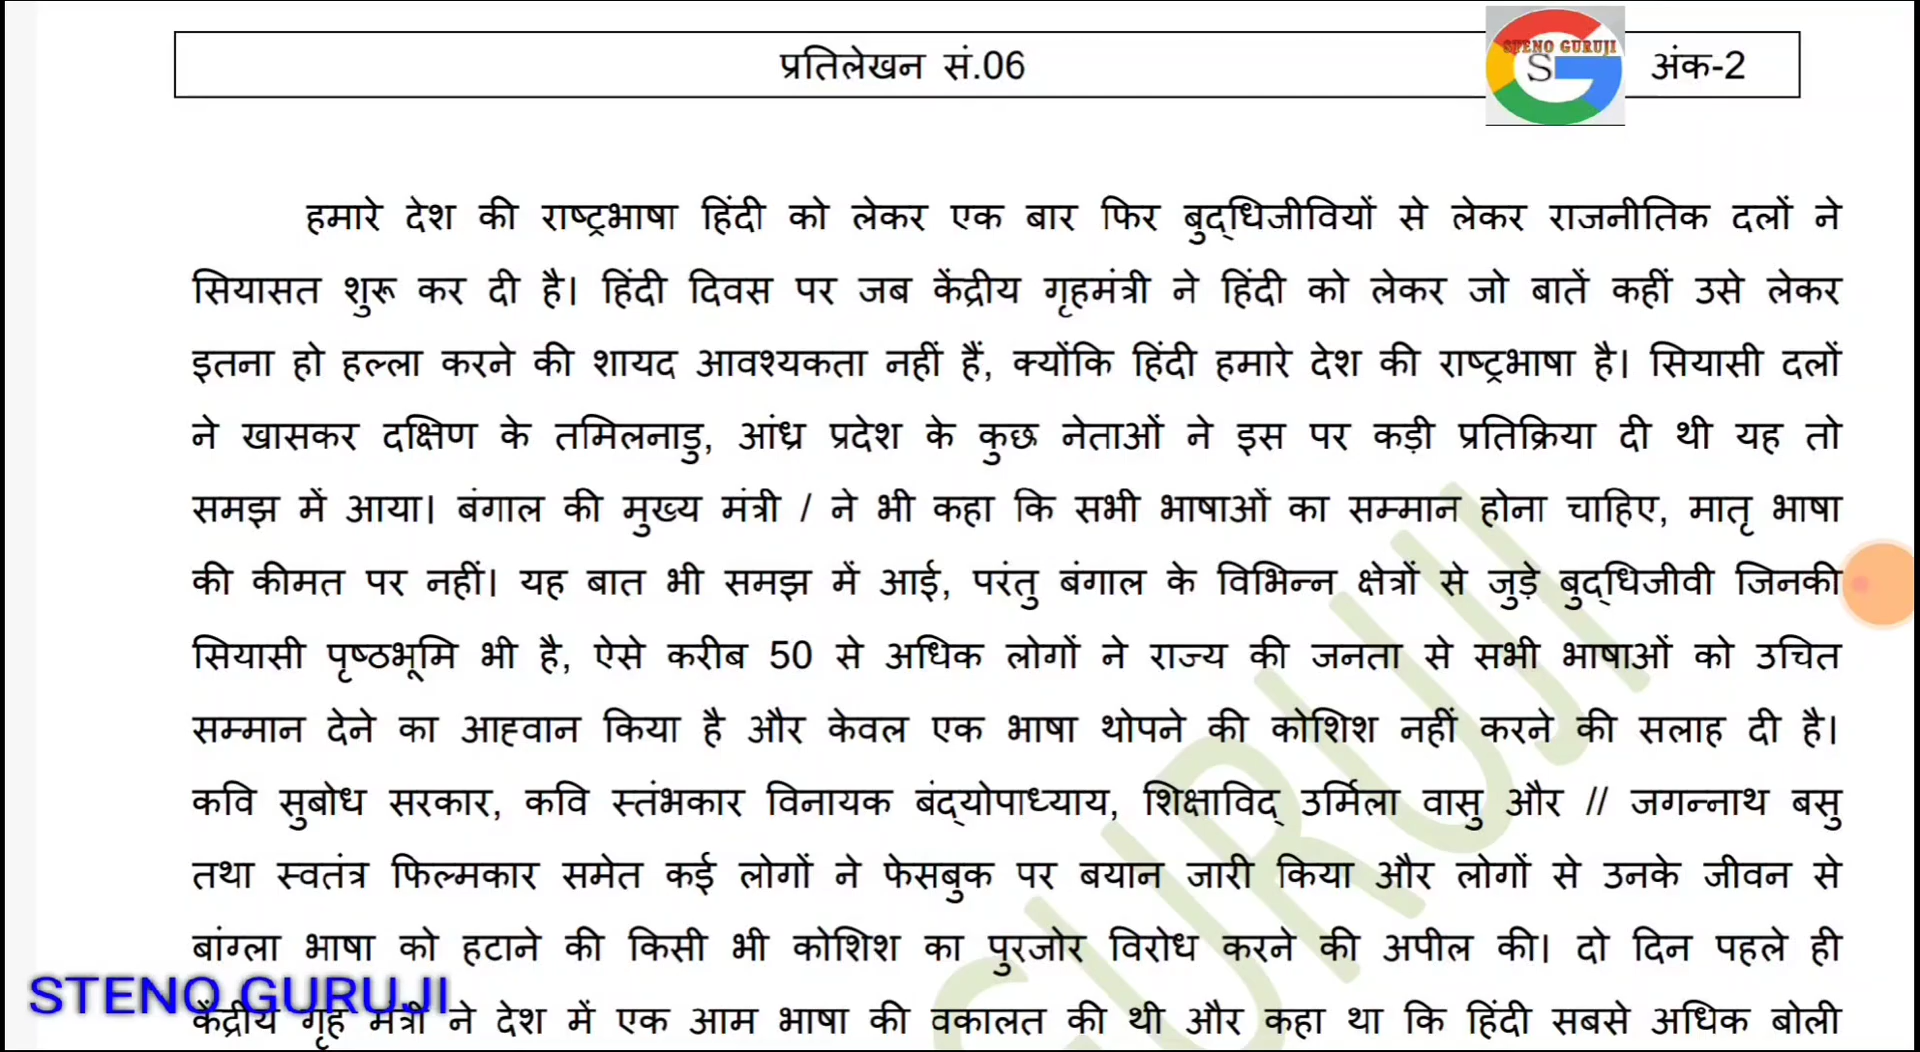 प्रतिलेखन सं.06
STENO GURUJI
S
अंक-2
हमारे देश की राष्ट्रभाषा हिंदी को लेकर एक बार फिर बुद्धिजीवियों से लेकर राजनीतिक दलों ने
सियासत शुरू कर दी है। हिंदी दिवस पर जब केंद्रीय गृहमंत्री ने हिंदी को लेकर जो बातें कहीं उसे लेकर
इतना हो हल्ला करने की शायद आवश्यकता नहीं हैं, क्योंकि हिंदी हमारे देश की राष्ट्रभाषा है। सियासी दलों
ने खासकर दक्षिण के तमिलनाडु, आंध्र प्रदेश के कुछ नेताओं ने इस पर कड़ी प्रतिक्रिया दी थी यह तो
समझ में आया। बंगाल की मुख्य मंत्री / ने भी कहा कि सभी भाषाओं का सम्मान होना चाहिए, मातृ भाषा
की कीमत पर नहीं। यह बात भी समझ में आई, परंतु बंगाल के विभिन्न क्षेत्रों से जुड़े बुद्धिजीवी जिनकी
सियासी पृष्ठभूमि भी है, ऐसे करीब 50 से अधिक लोगों ने राज्य की जनता से सभी भाषाओं को उचित
सम्मान देने का आह्वान किया है और केवल एक भाषा थोपने की कोशिश नहीं करने की सलाह दी है।
कवि सुबोध सरकार, कवि स्तंभकार विनायक बंद्योपाध्याय, शिक्षाविद् उर्मिला वासु और // जगन्नाथ बसु
तथा स्वतंत्र फिल्मकार समेत कई लोगों ने फेसबुक पर बयान जारी किया और लोगों से उनके जीवन से
बांग्ला भाषा को हटाने की किसी भी कोशिश का पुरजोर विरोध करने की अपील की। दो दिन पहले ही
केंद्रीय गृह मंत्री ने देश में एक आम भाषा की वकालत की थी और कहा था कि हिंदी सबसे अधिक बोली
STENO GURUJI
GURUJI